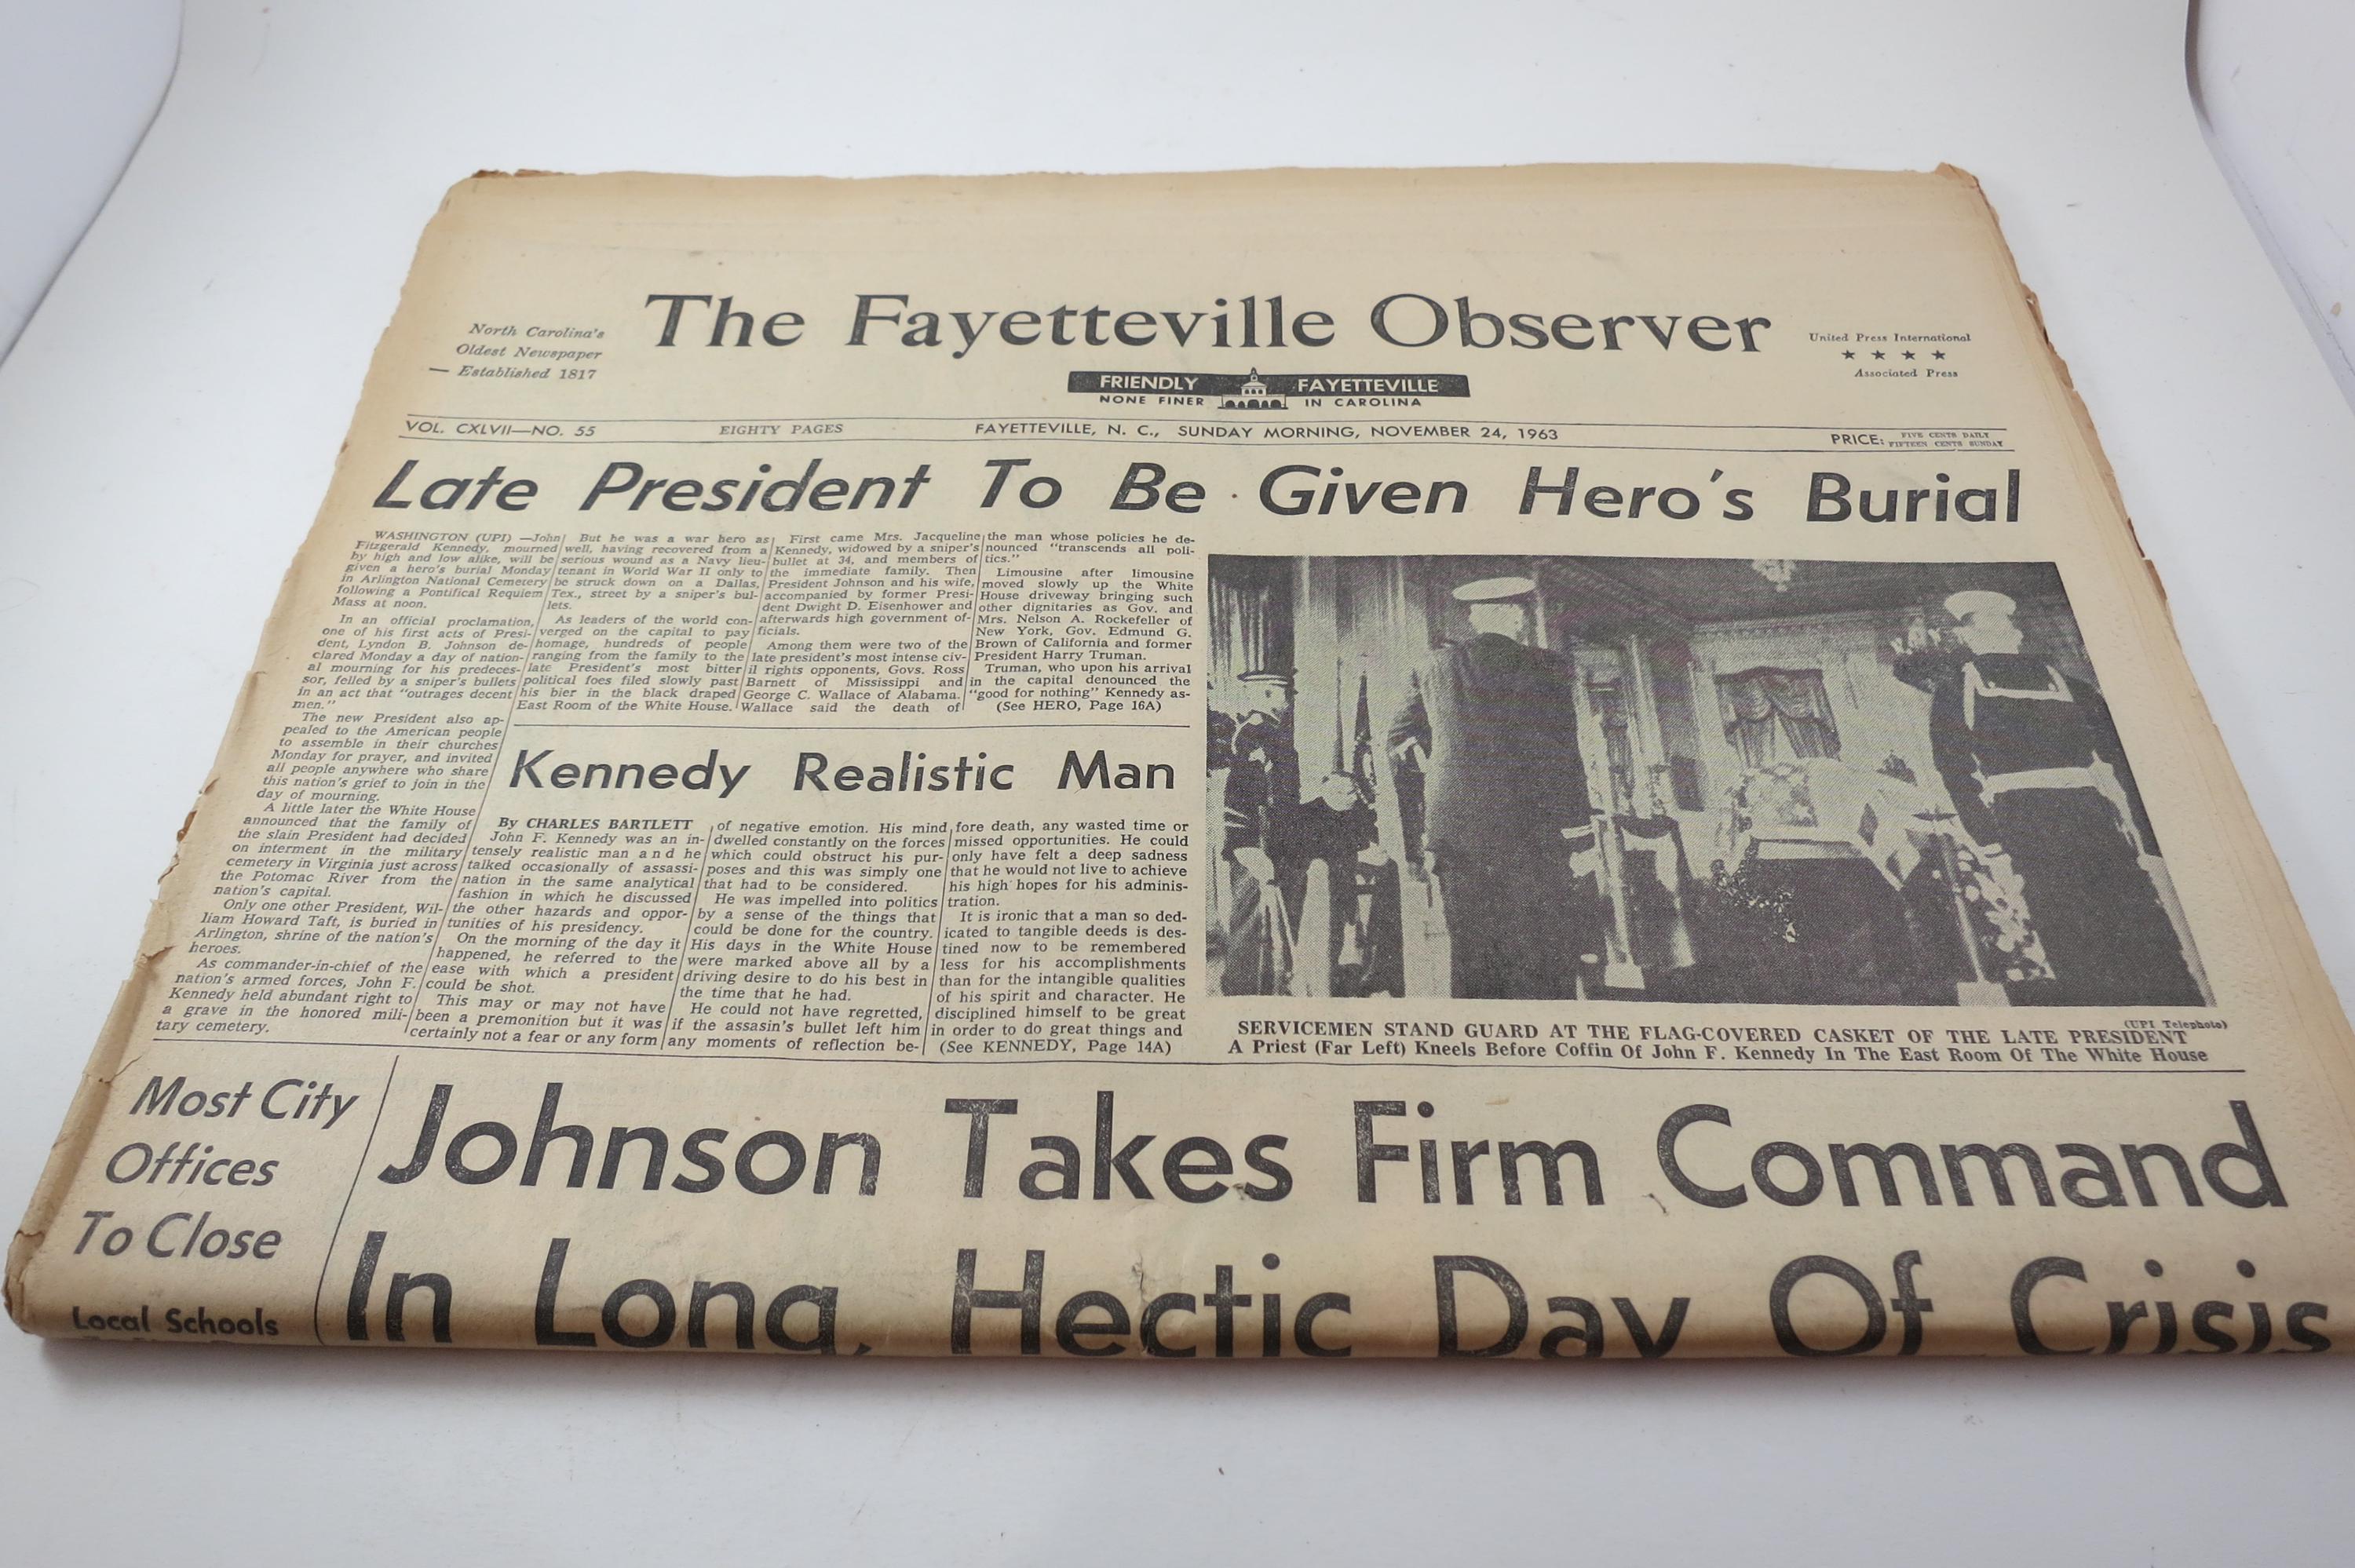 North Carolina's
Oldest Newspaper
— Established 1817
The Fayetteville Observer
FRIENDLY FAYETTEVILLE
NONE FINER IN CAROLINA
United Press International
★ ★ ★ ★
Associated Press
VOL. CXLVII—NO. 55 EIGHTY PAGES FAYETTEVILLE, N. C., SUNDAY MORNING, NOVEMBER 24, 1963 PRICE: FIVE CENTS DAILY
FIFTEEN CENTS SUNDAY
Late President To Be Given Hero's Burial
WASHINGTON (UPI) —John
Fitzgerald Kennedy, mourned
by high and low alike, will be
given a hero's burial Monday
in Arlington National Cemetery
following a Pontifical Requiem
Mass at noon.
In an official proclamation,
one of his first acts of Presi-
dent, Lyndon B. Johnson de-
clared Monday a day of nation-
al mourning for his predeces-
sor, felled by a sniper's bullets
in an act that "outrages decent
men."
The new President also ap-
pealed to the American people
to assemble in their churches
Monday for prayer, and invited
all people anywhere who share
this nation's grief to join in the
day of mourning.
A little later the White House
announced that the family of
the slain President had decided
on interment in the military
cemetery in Virginia just across
the Potomac River from the
nation's capital.
Only one other President, Wil-
liam Howard Taft, is buried in
Arlington, shrine of the nation's
heroes.
As commander-in-chief of the
nation's armed forces, John F.
Kennedy held abundant right to
a grave in the honored mili-
tary cemetery.
But he was a war hero as
well, having recovered from a
serious wound as a Navy lieu-
tenant in World War II only to
be struck down on a Dallas,
Tex., street by a sniper's bul-
lets.
As leaders of the world con-
verged on the capital to pay
homage, hundreds of people
ranging from the family to the
late President's most bitter
political foes filed slowly past
his bier in the black draped
East Room of the White House.
First came Mrs. Jacqueline
Kennedy, widowed by a sniper's
bullet at 34, and members of
the immediate family. Then
President Johnson and his wife,
accompanied by former Presi-
dent Dwight D. Eisenhower and
afterwards high government of-
ficials.
Among them were two of the
late president's most intense civ-
il rights opponents, Govs. Ross
Barnett of Mississippi and
George C. Wallace of Alabama.
Wallace said the death of
the man whose policies he de-
nounced "transcends all poli-
tics."
Limousine after limousine
moved slowly up the White
House driveway bringing such
other dignitaries as Gov. and
Mrs. Nelson A. Rockefeller of
New York, Gov. Edmund G.
Brown of California and former
President Harry Truman.
Truman, who upon his arrival
in the capital denounced the
"good for nothing" Kennedy as-
(See HERO, Page 16A)
Kennedy Realistic Man
By CHARLES BARTLETT
John F. Kennedy was an in-
tensely realistic man and he
talked occasionally of assassi-
nation in the same analytical
fashion in which he discussed
the other hazards and oppor-
tunities of his presidency.
On the morning of the day it
happened, he referred to the
ease with which a president
could be shot.
This may or may not have
been a premonition but it was
certainly not a fear or any form
of negative emotion. His mind
dwelled constantly on the forces
which could obstruct his pur-
poses and this was simply one
that had to be considered.
He was impelled into politics
by a sense of the things that
could be done for the country.
His days in the White House
were marked above all by a
driving desire to do his best in
the time that he had.
He could not have regretted,
if the assasin's bullet left him
any moments of reflection be-
fore death, any wasted time or
missed opportunities. He could
only have felt a deep sadness
that he would not live to achieve
his high hopes for his adminis-
tration.
It is ironic that a man so ded-
icated to tangible deeds is des-
tined now to be remembered
less for his accomplishments
than for the intangible qualities
of his spirit and character. He
disciplined himself to be great
in order to do great things and
(See KENNEDY, Page 14A)
(UPI Telephoto)
SERVICEMEN STAND GUARD AT THE FLAG-COVERED CASKET OF THE LATE PRESIDENT
A Priest (Far Left) Kneels Before Coffin Of John F. Kennedy In The East Room Of The White House
Most City
Offices
To Close
Local Schools
Johnson Takes Firm Command
In Long, Hectic Day Of Crisis